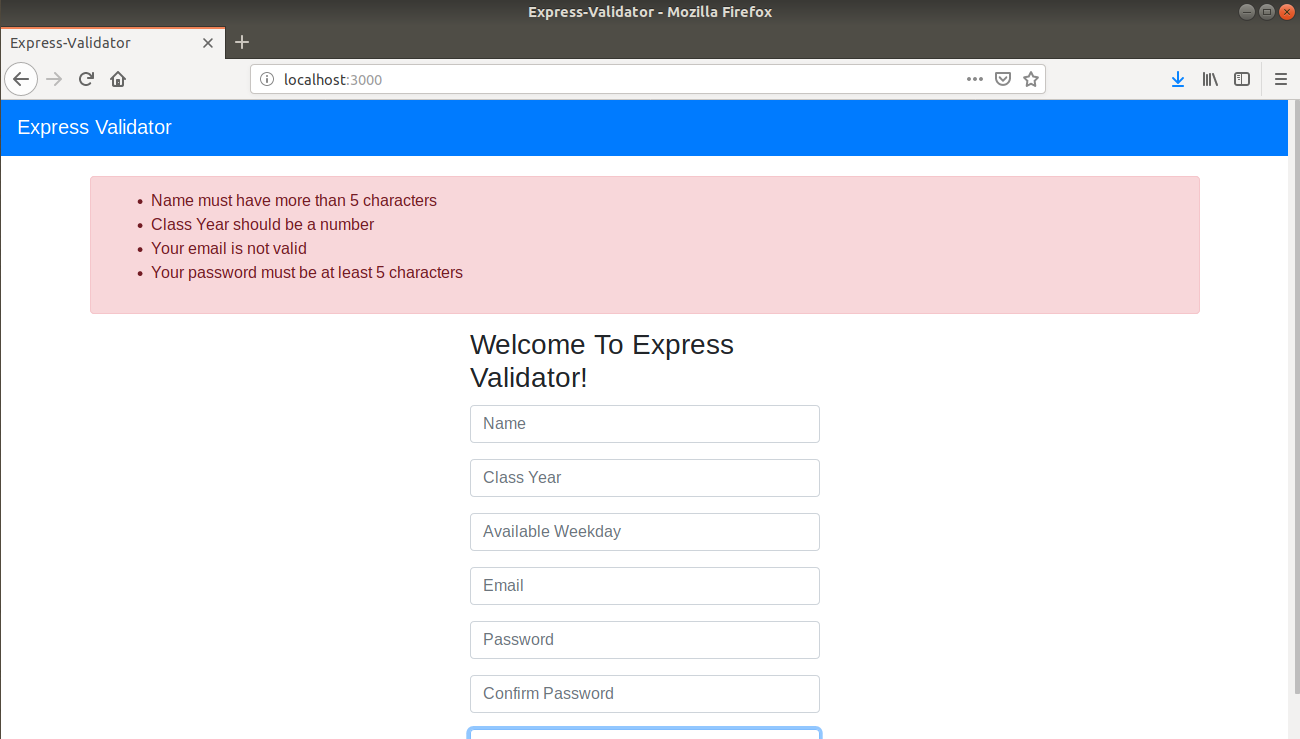 Express-Validator - Mozilla Firefox
Express-Validator
localhost:3000
Express Validator
Name must have more than 5 characters
Class Year should be a number
Your email is not valid
Your password must be at least 5 characters
Welcome To Express
Validator!
Name
Class Year
Available Weekday
Email
Password
Confirm Password